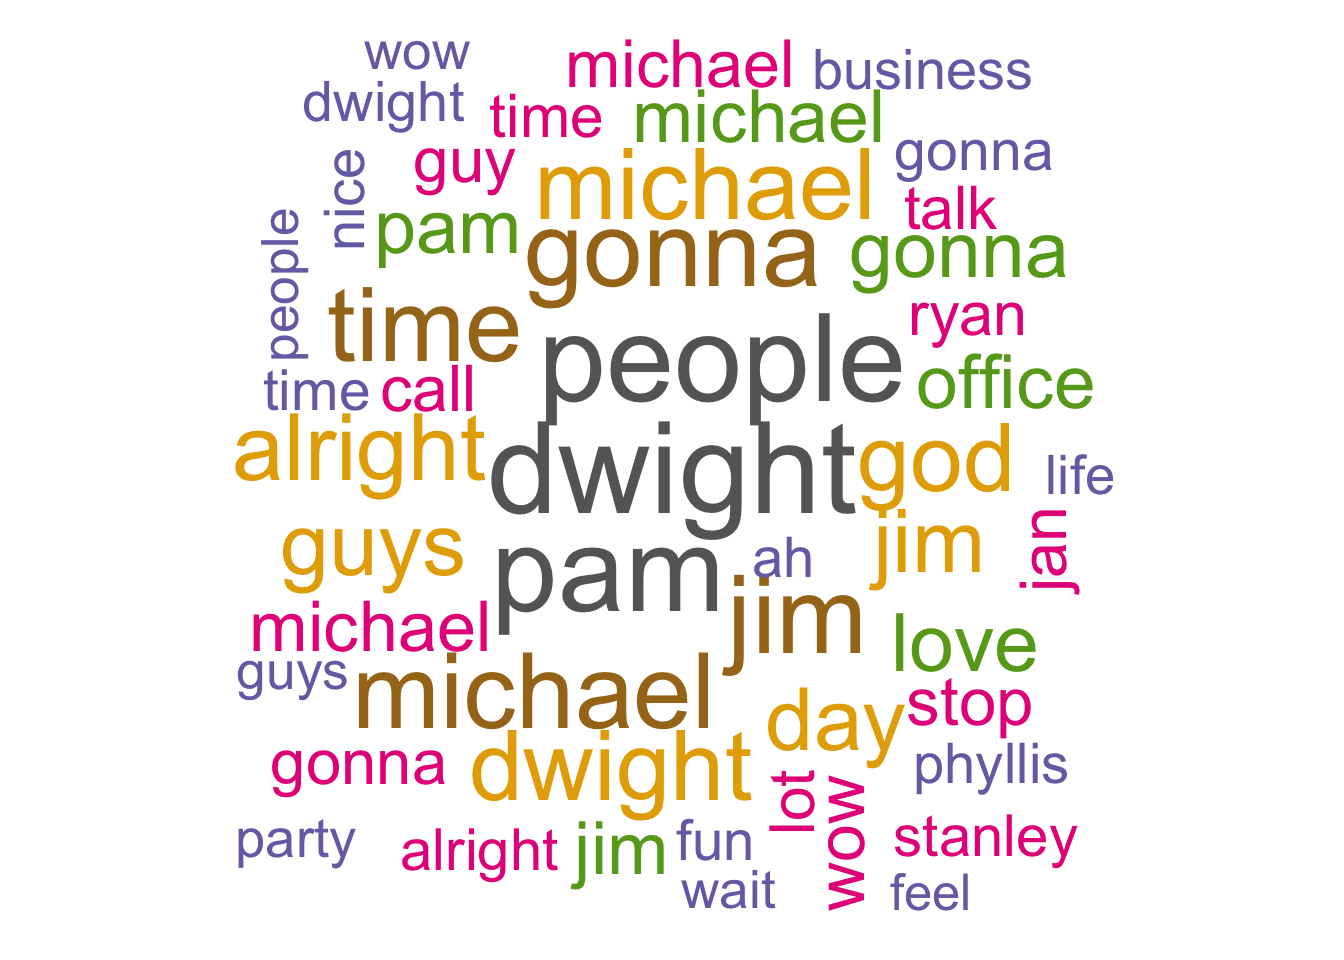 wow
michael
business
dwight
time
michael
guy
michael
gonna
nice
pam
talk
people
gonna
gonna
time
ryan
people
office
time
call
alright
dwight
god
life
guys
pam
ah
jim
jan
michael
jim
love
guys
michael
stop
day
gonna
dwight
phyllis
lot
wow
party
alright
jim
fun
stanley
wait
feel